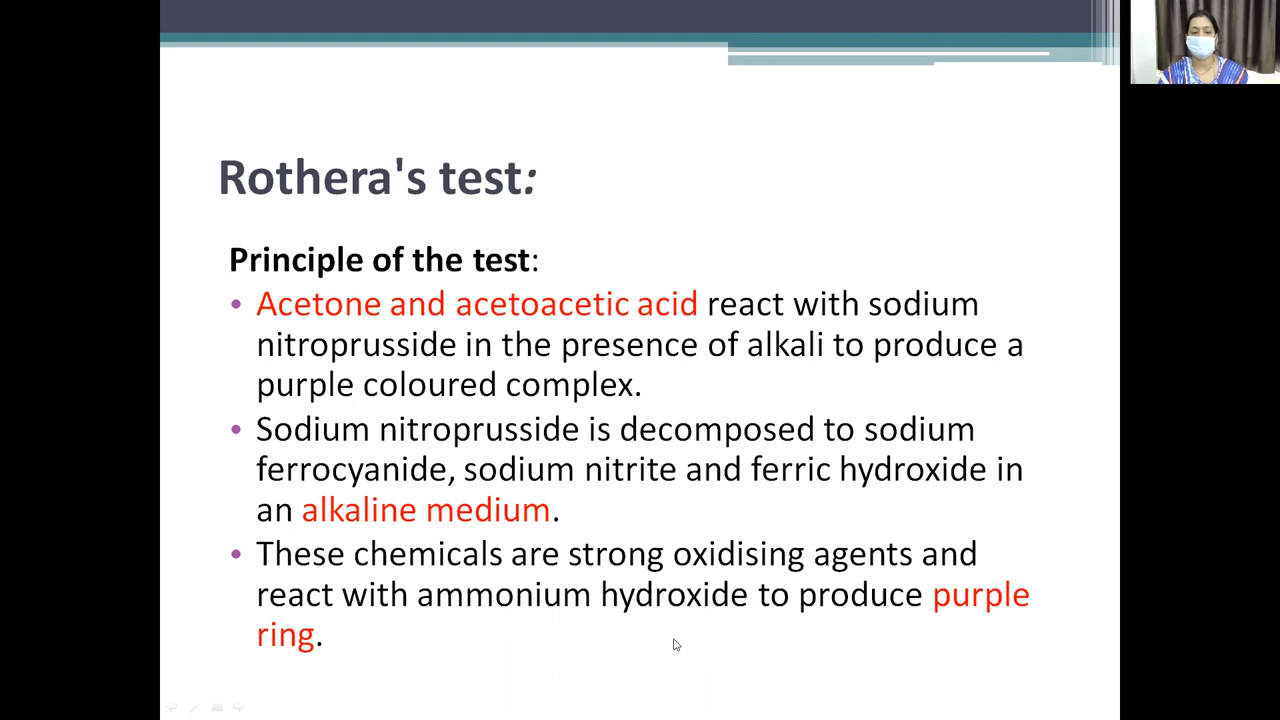 Rothera's test:
Principle of the test:
• Acetone and acetoacetic acid react with sodium
nitroprusside in the presence of alkali to produce a
purple coloured complex.
• Sodium nitroprusside is decomposed to sodium
ferrocyanide, sodium nitrite and ferric hydroxide in
an alkaline medium.
• These chemicals are strong oxidising agents and
react with ammonium hydroxide to produce purple
ring.